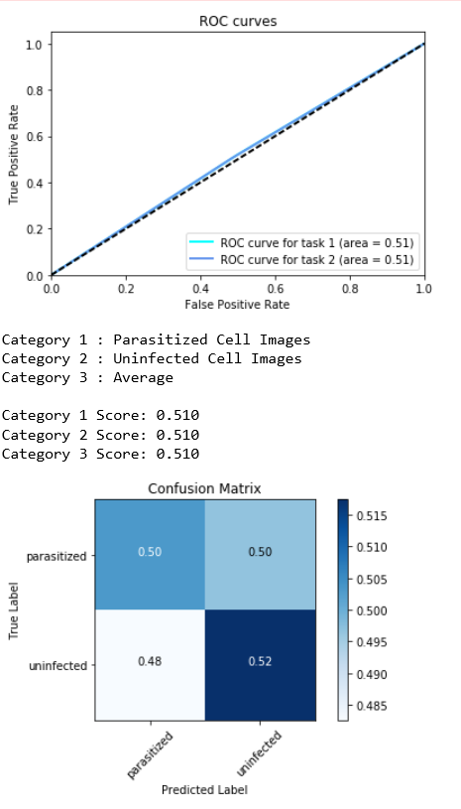 ROC curves
1.0
0.8
0.6
0.4
0.2
0.0
True Positive Rate
ROC curve for task 1 (area = 0.51)
ROC curve for task 2 (area = 0.51)
0.0 0.2 0.4 0.6 0.8 1.0
False Positive Rate
Category 1 : Parasitized Cell Images
Category 2 : Uninfected Cell Images
Category 3 : Average
Category 1 Score: 0.510
Category 2 Score: 0.510
Category 3 Score: 0.510
Confusion Matrix
True Label
parasitized
0.50 0.50
uninfected
0.48 0.52
parasitized uninfected
Predicted Label
0.515
0.510
0.505
0.500
0.495
0.490
0.485